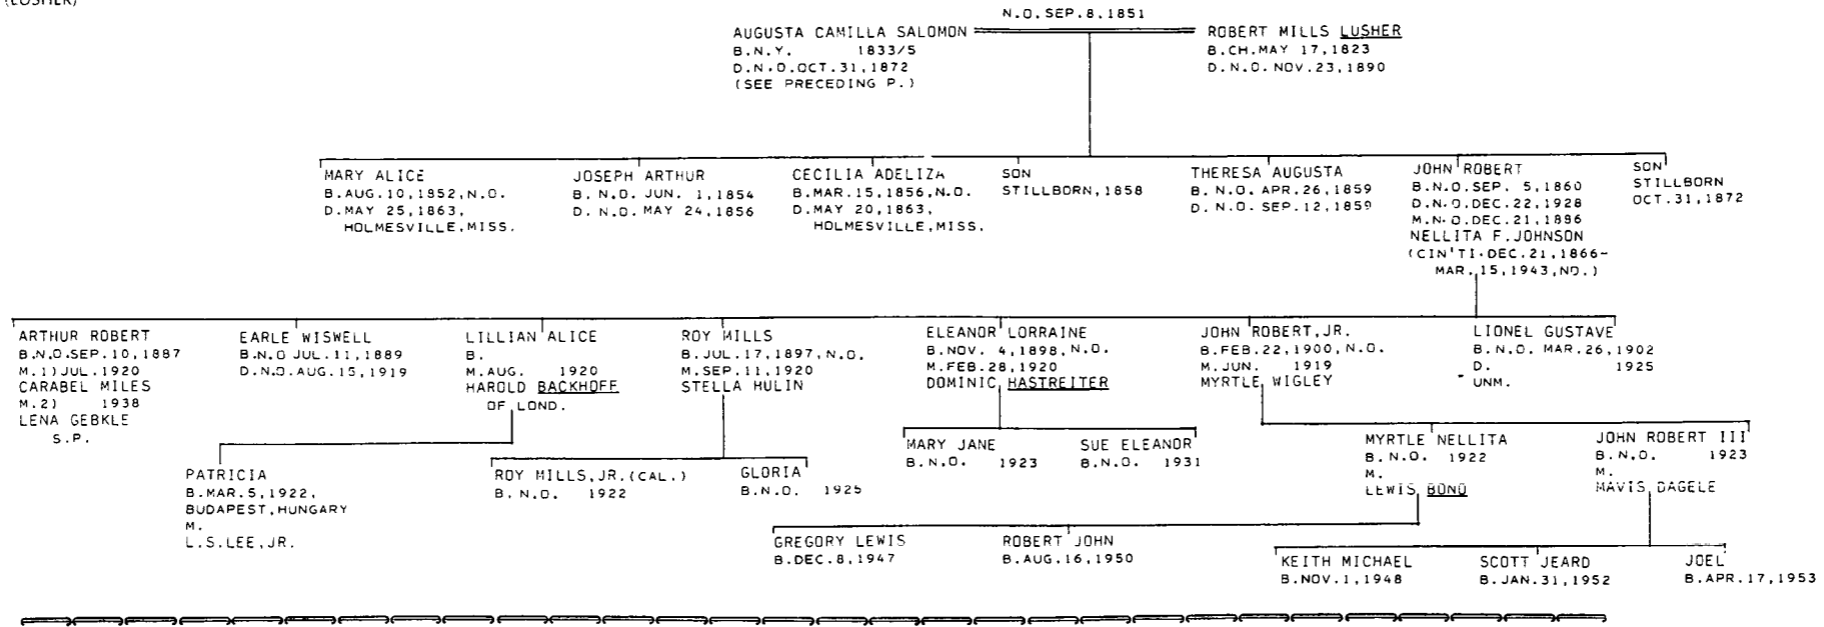 (LUSHER)
N.O.SEP.8,1851
AUGUSTA CAMILLA SALOMON
B.N.Y. 1833/5
D.N.O.OCT.31,1872
(SEE PRECEDING P.)
ROBERT MILLS LUSHER
B.CH.MAY 17,1823
D.N.O.NOV.23,1890
MARY ALICE
B.AUG.10,1852,N.O.
D.MAY 25,1863,
HOLMESVILLE,MISS.
JOSEPH ARTHUR
B. N.O. JUN. 1,1854
D. N.O. MAY 24,1856
CECILIA ADELIZA
B.MAR.15,1856,N.O.
D.MAY 20,1863,
HOLMESVILLE,MISS.
SON
STILLBORN,1858
THERESA AUGUSTA
B. N.O. APR.26,1859
D. N.O. SEP.12,1859
JOHN ROBERT
B.N.O.SEP. 5,1860
D.N.O.DEC.22,1928
M.N.O.DEC.21,1886
NELLITA F.JOHNSON
(CIN'TI.DEC.21,1866-
MAR.15,1943,NO.)
SON
STILLBORN
OCT.31,1872
ARTHUR ROBERT
B.N.O.SEP.10,1887
M.1)JUL.1920
CARABEL MILES
M.2) 1938
LENA GEBKLE
S.P.
EARLE WISWELL
B.N.O JUL.11,1889
D.N.O.AUG.15,1919
LILLIAN ALICE
B.
M.AUG. 1920
HAROLD BACKHOFF
OF LOND.
ROY MILLS
B.JUL.17,1897,N.O.
M.SEP.11,1920
STELLA HULIN
ELEANOR LORRAINE
B.NOV. 4,1898,N.O.
M.FEB.28,1920
DOMINIC HASTREITER
JOHN ROBERT,JR.
B.FEB.22,1900,N.O.
M.JUN. 1919
MYRTLE WIGLEY
LIONEL GUSTAVE
B.N.O. MAR.26,1902
D. 1925
UNM.
PATRICIA
B.MAR.5,1922,
BUDAPEST,HUNGARY
M.
L.S.LEE,JR.
ROY MILLS,JR.(CAL.)
B. N.O. 1922
GLORIA
B.N.O. 1925
MARY JANE
B.N.O. 1923
SUE ELEANOR
B.N.O. 1931
MYRTLE NELLITA
B.N.O. 1922
M.
LEWIS BOND
JOHN ROBERT III
B.N.O. 1923
M.
MAVIS DAGELE
GREGORY LEWIS
B.DEC.8,1947
ROBERT JOHN
B.AUG.16,1950
KEITH MICHAEL
B.NOV.1,1948
SCOTT JEARD
B.JAN.31,1952
JOEL
B.APR.17,1953